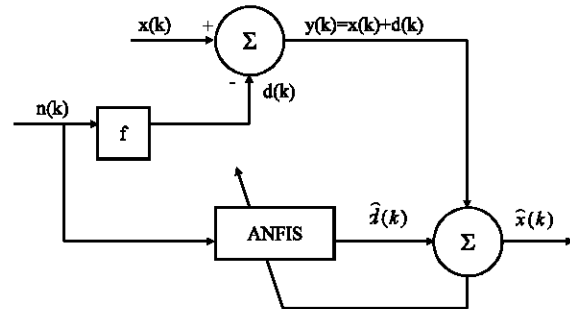 x(k) + Σ y(k)=x(k)+d(k)
- d(k)
n(k) f
ANFIS d̂(k) Σ x̂(k)